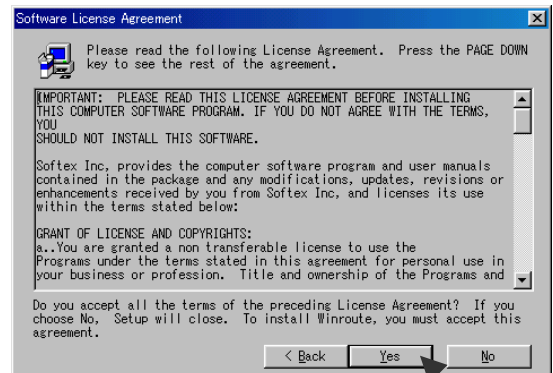 Software License Agreement
Please read the following License Agreement. Press the PAGE DOWN
key to see the rest of the agreement.
IMPORTANT: PLEASE READ THIS LICENSE AGREEMENT BEFORE INSTALLING
THIS COMPUTER SOFTWARE PROGRAM. IF YOU DO NOT AGREE WITH THE TERMS,
YOU
SHOULD NOT INSTALL THIS SOFTWARE.
Softex Inc, provides the computer software program and user manuals
contained in the package and any modifications, updates, revisions or
enhancements received by you from Softex Inc, and licenses its use
within the terms stated below:
GRANT OF LICENSE AND COPYRIGHTS:
a..You are granted a non transferable license to use the
Programs under the terms stated in this agreement for personal use in
your business or profession. Title and ownership of the Programs and
Do you accept all the terms of the preceding License Agreement? If you
choose No, Setup will close. To install Winroute, you must accept this
agreement.
< Back
Yes
No